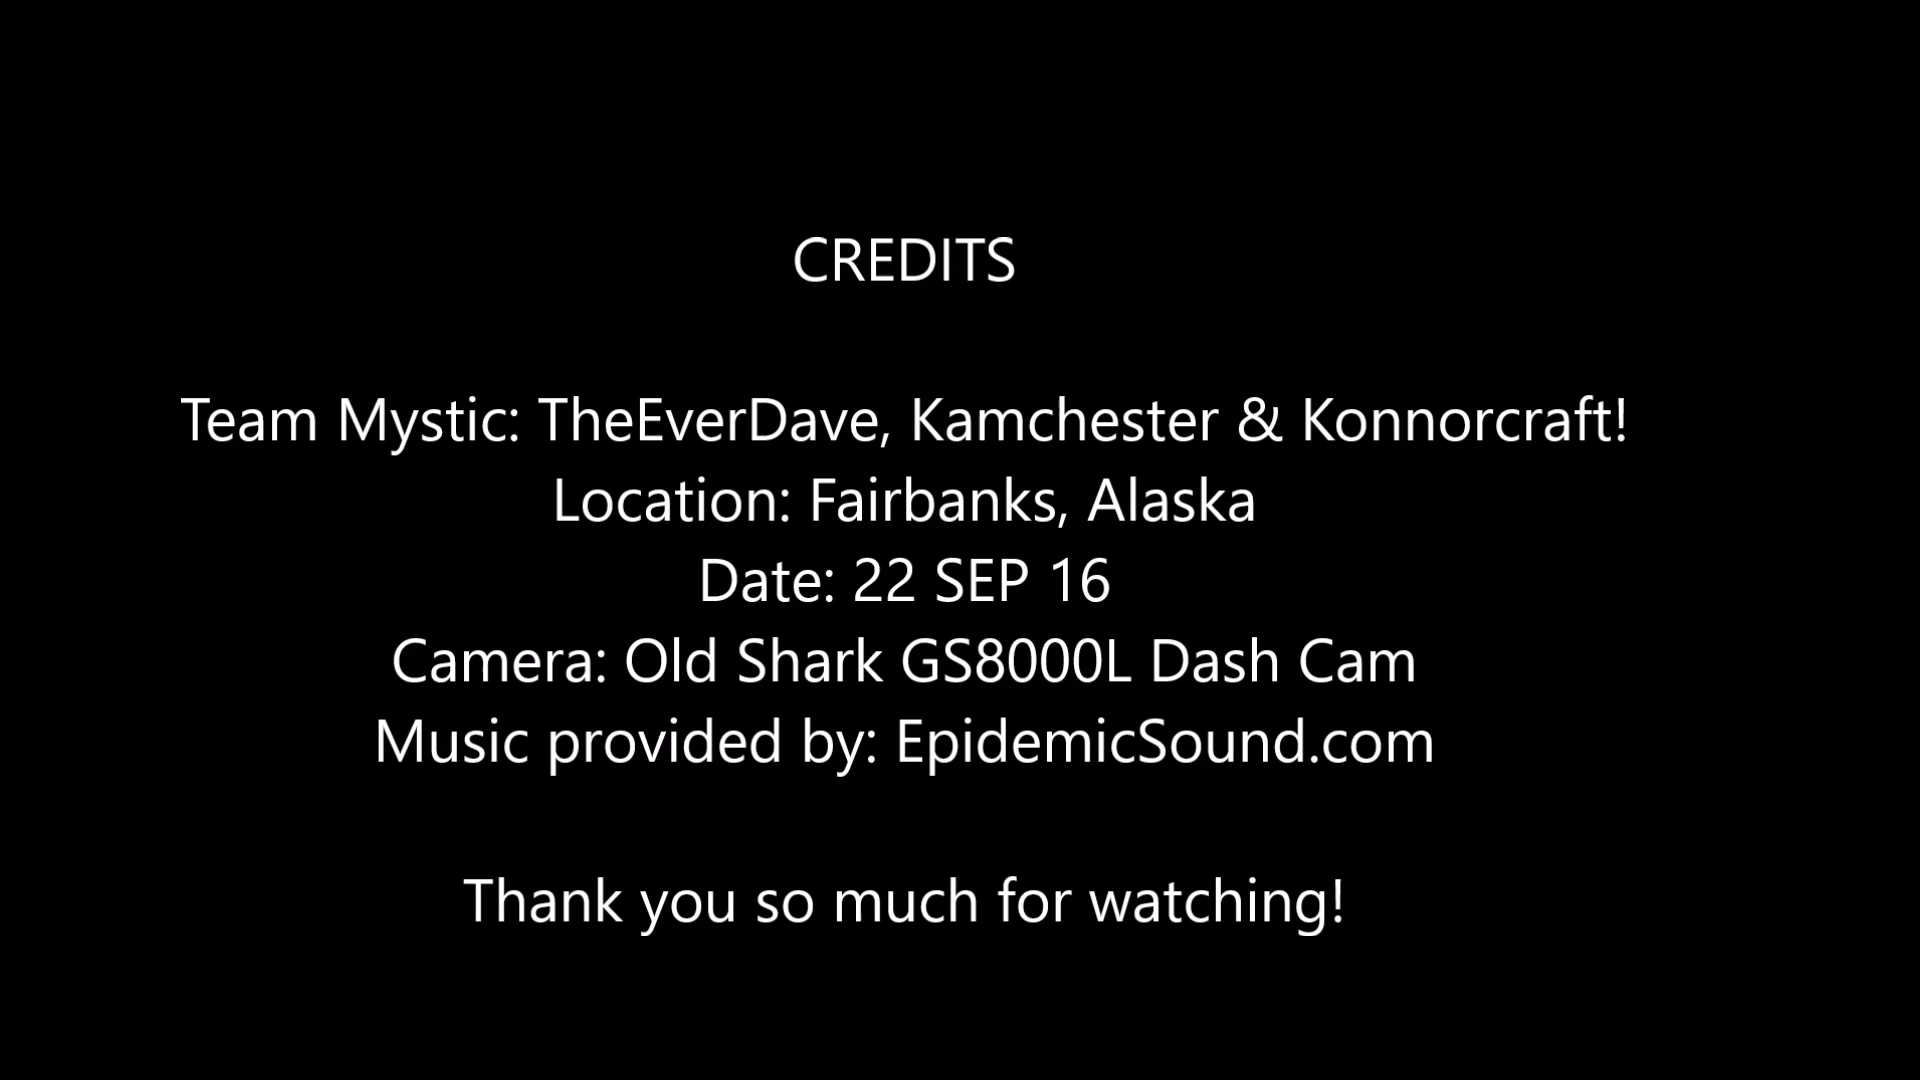 CREDITS
Team Mystic: TheEverDave, Kamchester & Konnorcraft!
Location: Fairbanks, Alaska
Date: 22 SEP 16
Camera: Old Shark GS8000L Dash Cam
Music provided by: EpidemicSound.com
Thank you so much for watching!